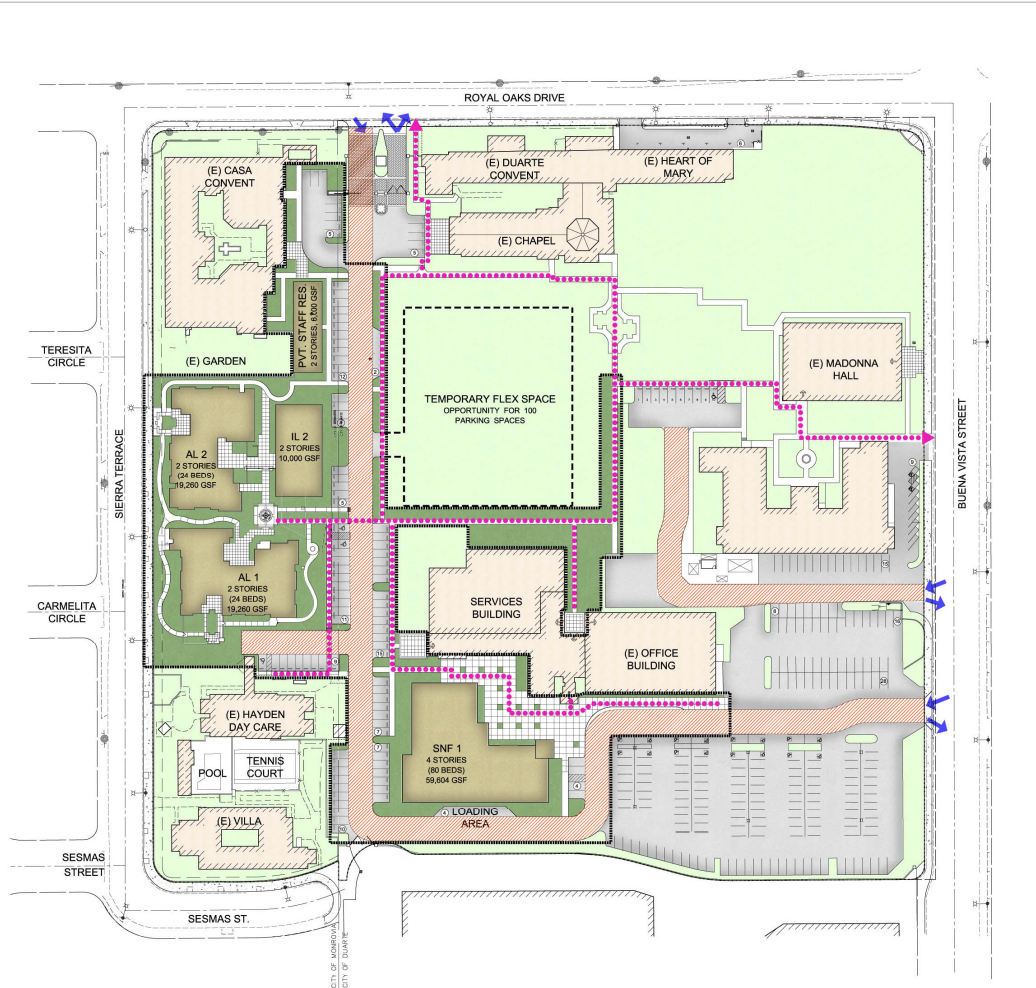 ROYAL OAKS DRIVE
(E) CASA
CONVENT
(E) DUARTE
CONVENT
(E) HEART OF
MARY
(E) CHAPEL
PVT. STAFF RES.
2 STORIES, 6,000 GSF
(E) GARDEN
TERESITA
CIRCLE
(E) MADONNA
HALL
TEMPORARY FLEX SPACE
OPPORTUNITY FOR 100
PARKING SPACES
SIERRA TERRACE
BUENA VISTA STREET
AL 2
2 STORIES
(24 BEDS)
19,260 GSF
IL 2
2 STORIES
10,000 GSF
AL 1
2 STORIES
(24 BEDS)
19,260 GSF
CARMELITA
CIRCLE
SERVICES
BUILDING
(E) OFFICE
BUILDING
(E) HAYDEN
DAY CARE
SNF 1
4 STORIES
(80 BEDS)
59,604 GSF
POOL
TENNIS
COURT
LOADING
AREA
(E) VILLA
SESMAS
STREET
SESMAS ST.
CITY OF MONROVIA
CITY OF DUARTE